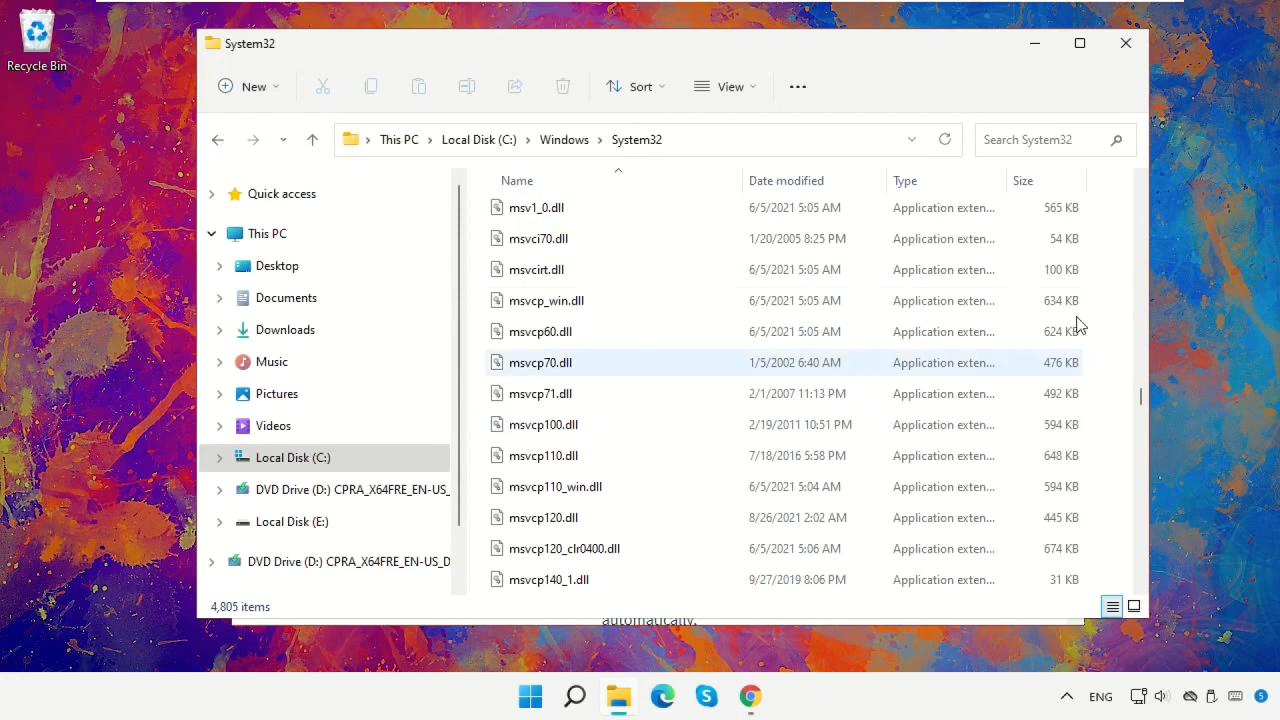 Recycle Bin
System32
New
Sort
View
This PC > Local Disk (C:) > Windows > System32
Search System32
Quick access
This PC
Desktop
Documents
Downloads
Music
Pictures
Videos
Local Disk (C:)
DVD Drive (D:) CPRA_X64FRE_EN-US_
Local Disk (E:)
DVD Drive (D:) CPRA_X64FRE_EN-US_D
Name Date modified Type Size
msv1_0.dll 6/5/2021 5:05 AM Application exten... 565 KB
msvci70.dll 1/20/2005 8:25 PM Application exten... 54 KB
msvcirt.dll 6/5/2021 5:05 AM Application exten... 100 KB
msvcp_win.dll 6/5/2021 5:05 AM Application exten... 634 KB
msvcp60.dll 6/5/2021 5:05 AM Application exten... 624 KB
msvcp70.dll 1/5/2002 6:40 AM Application exten... 476 KB
msvcp71.dll 2/1/2007 11:13 PM Application exten... 492 KB
msvcp100.dll 2/19/2011 10:51 PM Application exten... 594 KB
msvcp110.dll 7/18/2016 5:58 PM Application exten... 648 KB
msvcp110_win.dll 6/5/2021 5:04 AM Application exten... 594 KB
msvcp120.dll 8/26/2021 2:02 AM Application exten... 445 KB
msvcp120_clr0400.dll 6/5/2021 5:06 AM Application exten... 674 KB
msvcp140_1.dll 9/27/2019 8:06 PM Application exten... 31 KB
4,805 items
automatically.
ENG
5